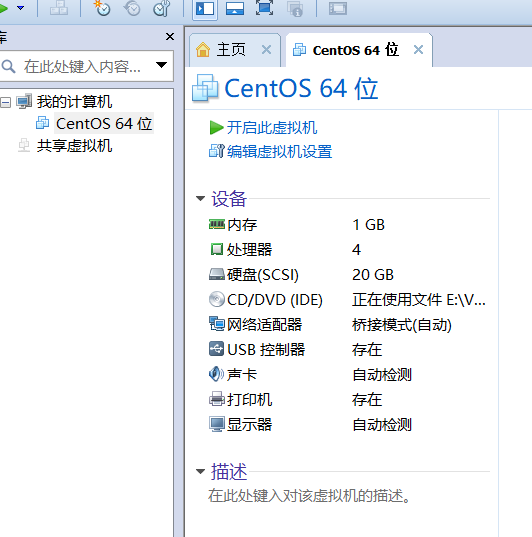 库
主页
CentOS 64 位
在此处键入内容...
我的计算机
CentOS 64 位
共享虚拟机
CentOS 64 位
开启此虚拟机
编辑虚拟机设置
设备
内存 1 GB
处理器 4
硬盘(SCSI) 20 GB
CD/DVD (IDE) 正在使用文件 E:\V...
网络适配器 桥接模式(自动)
USB 控制器 存在
声卡 自动检测
打印机 存在
显示器 自动检测
描述
在此处键入对该虚拟机的描述。